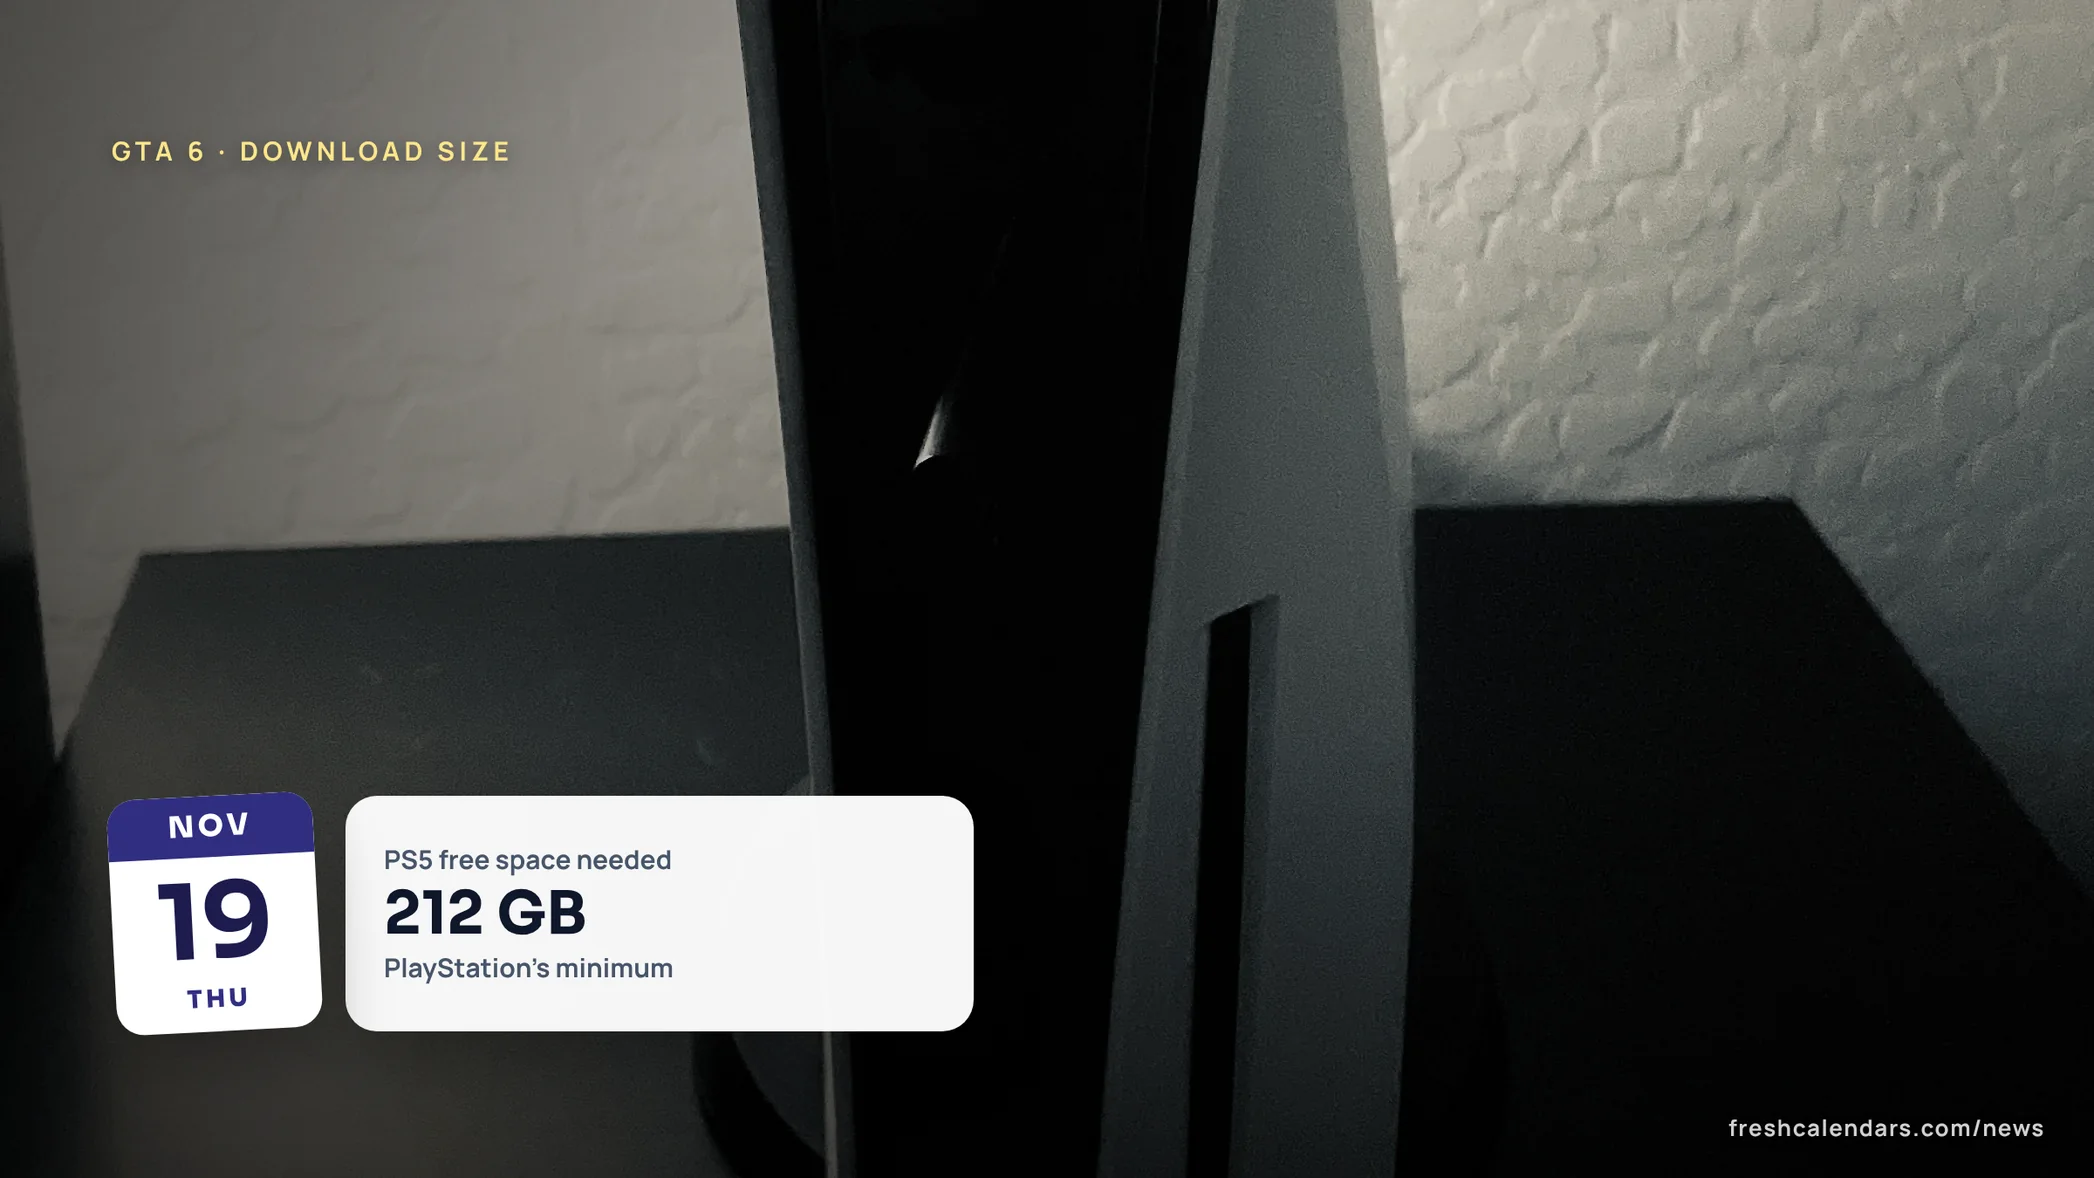 GTA 6 · DOWNLOAD SIZE
NOV
19
THU
PS5 free space needed
212 GB
PlayStation’s minimum
freshcalendars.com/news